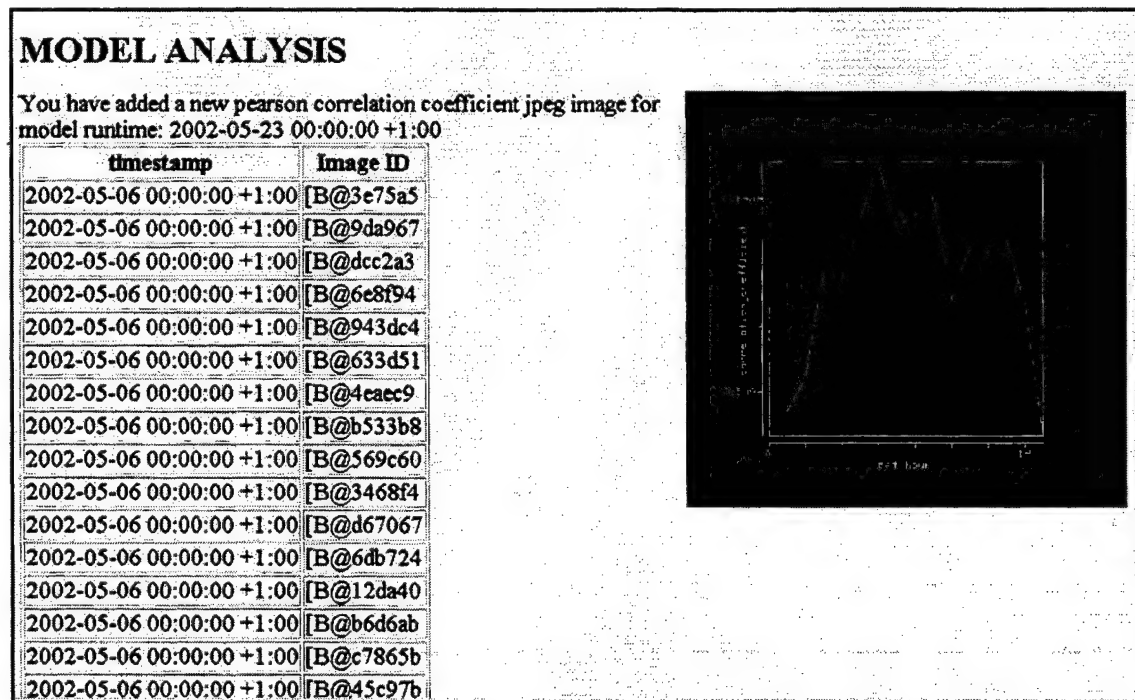 MODEL ANALYSIS
You have added a new pearson correlation coefficient jpeg image for
model runtime: 2002-05-23 00:00:00 +1:00
timestamp Image ID
2002-05-06 00:00:00 +1:00 [B@3e75a5
2002-05-06 00:00:00 +1:00 [B@9da967
2002-05-06 00:00:00 +1:00 [B@dcc2a3
2002-05-06 00:00:00 +1:00 [B@6e8f94
2002-05-06 00:00:00 +1:00 [B@943dc4
2002-05-06 00:00:00 +1:00 [B@633d51
2002-05-06 00:00:00 +1:00 [B@4eaec9
2002-05-06 00:00:00 +1:00 [B@b533b8
2002-05-06 00:00:00 +1:00 [B@569c60
2002-05-06 00:00:00 +1:00 [B@3468f4
2002-05-06 00:00:00 +1:00 [B@d67067
2002-05-06 00:00:00 +1:00 [B@6db724
2002-05-06 00:00:00 +1:00 [B@12da40
2002-05-06 00:00:00 +1:00 [B@b6d6ab
2002-05-06 00:00:00 +1:00 [B@c7865b
2002-05-06 00:00:00 +1:00 [B@45c97b